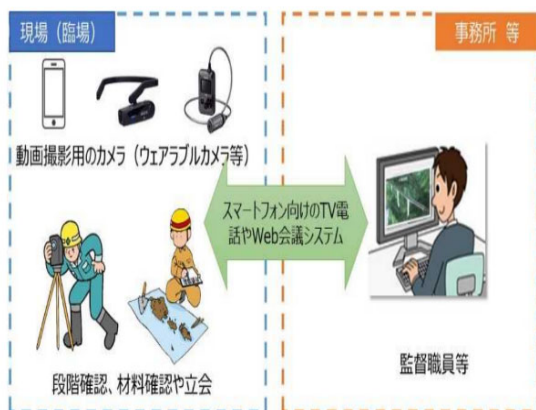 現場（臨場）
動画撮影用のカメラ（ウェアラブルカメラ等）
段階確認、材料確認や立会
スマートフォン向けのTV電
話やWeb会議システム
事務所 等
監督職員等